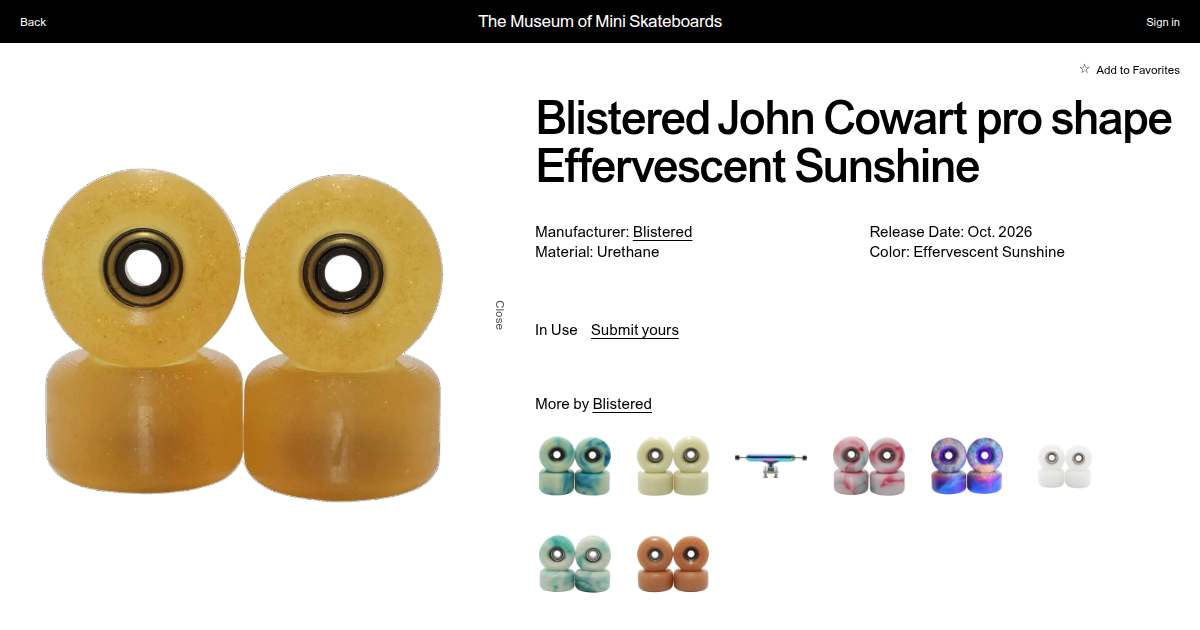 Back
The Museum of Mini Skateboards
Sign in
☆ Add to Favorites
Blistered John Cowart pro shape
Effervescent Sunshine
Manufacturer: Blistered
Release Date: Oct. 2026
Material: Urethane
Color: Effervescent Sunshine
Close
In Use Submit yours
More by Blistered